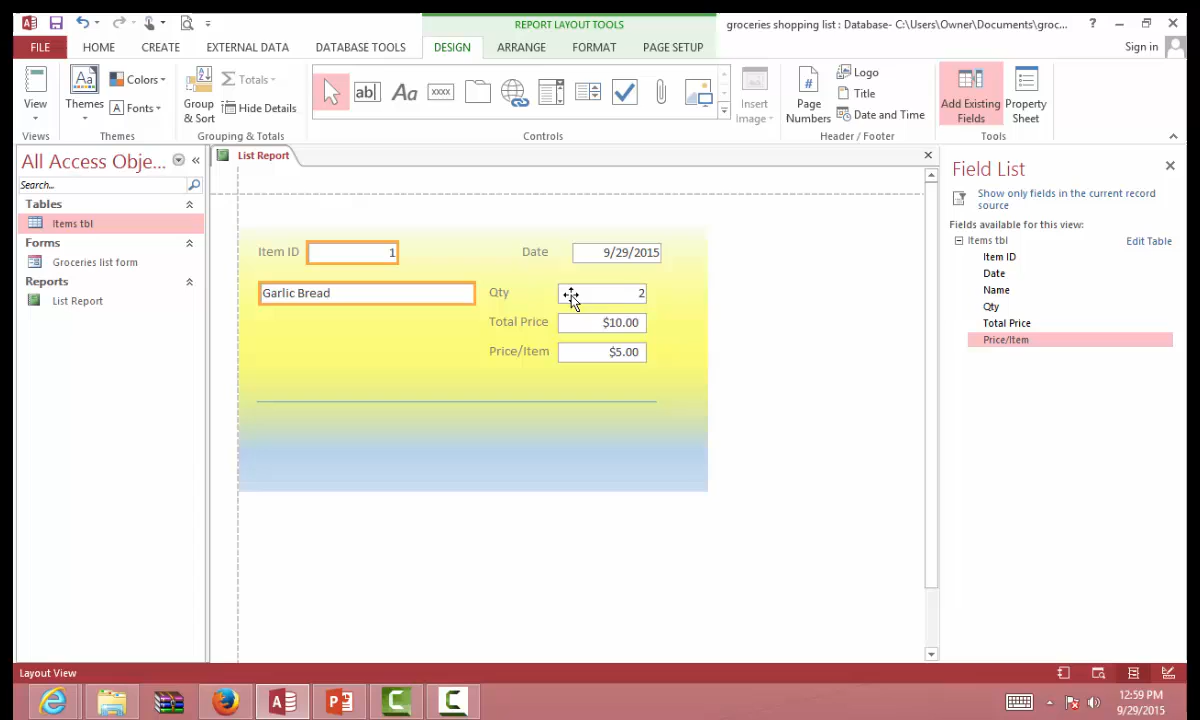 REPORT LAYOUT TOOLS
groceries shopping list : Database- C:\Users\Owner\Documents\groc...
?
FILE HOME CREATE EXTERNAL DATA DATABASE TOOLS DESIGN ARRANGE FORMAT PAGE SETUP
Sign in
View
Views
Themes
Colors
Fonts
Themes
Group & Sort
Totals
Hide Details
Grouping & Totals
ab|
Aa
xxxx
Controls
Insert Image
Page Numbers
Logo
Title
Date and Time
Header / Footer
Add Existing Fields
Property Sheet
Tools
All Access Obje...
Search...
Tables
Items tbl
Forms
Groceries list form
Reports
List Report
List Report
Item ID 1
Date 9/29/2015
Garlic Bread
Qty 2
Total Price $10.00
Price/Item $5.00
Field List
Show only fields in the current record
source
Fields available for this view:
Items tbl Edit Table
Item ID
Date
Name
Qty
Total Price
Price/Item
Layout View
12:59 PM
9/29/2015